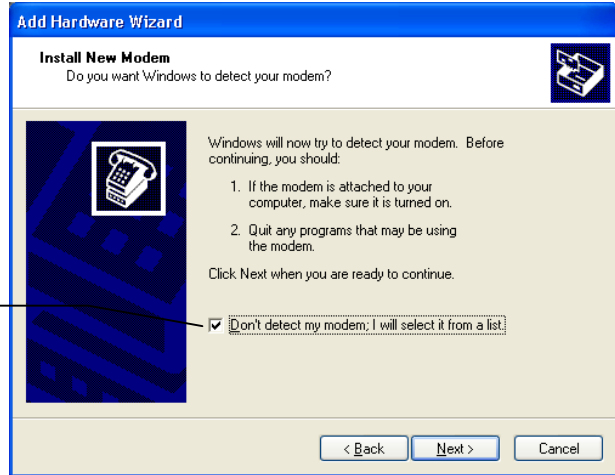 Add Hardware Wizard
Install New Modem
Do you want Windows to detect your modem?
Windows will now try to detect your modem. Before
continuing, you should:
1. If the modem is attached to your
computer, make sure it is turned on.
2. Quit any programs that may be using
the modem.
Click Next when you are ready to continue.
Don't detect my modem; I will select it from a list.
< Back
Next >
Cancel